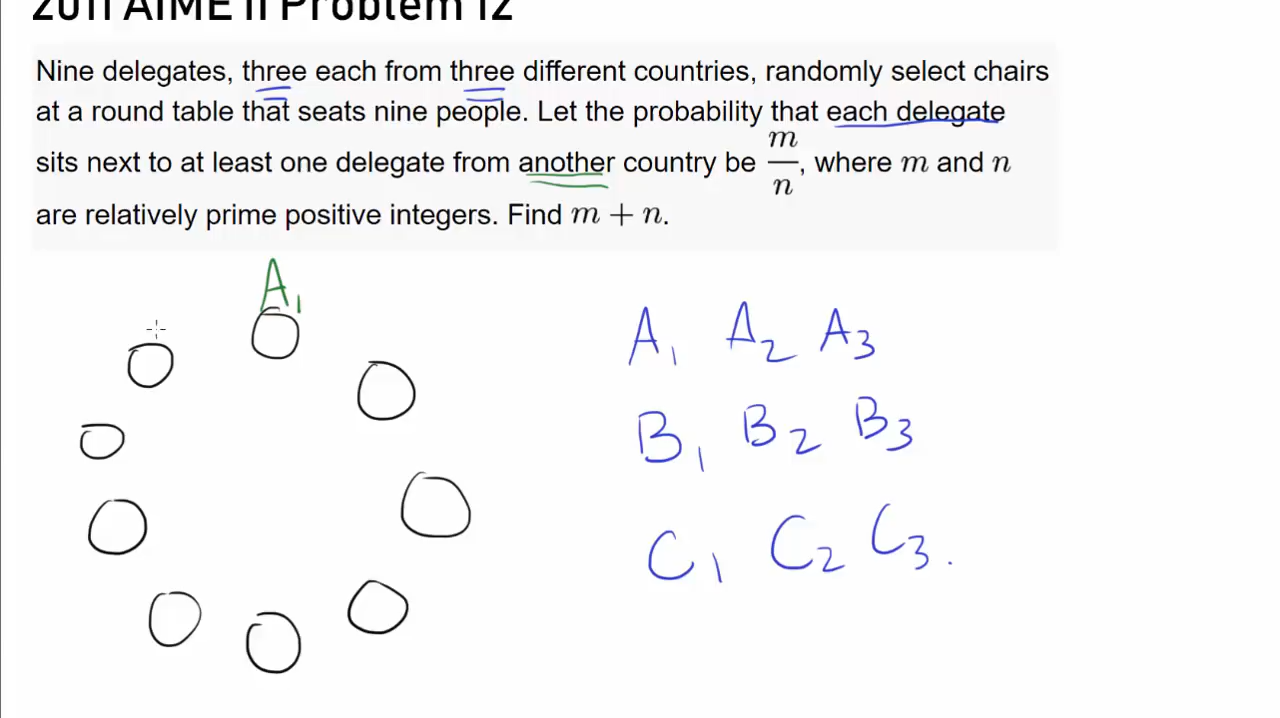 2011 AIME II Problem 12
Nine delegates, three each from three different countries, randomly select chairs
at a round table that seats nine people. Let the probability that each delegate
sits next to at least one delegate from another country be m/n, where m and n
are relatively prime positive integers. Find m + n.
A₁
A₁ A₂ A₃
B₁ B₂ B₃
C₁ C₂ C₃.